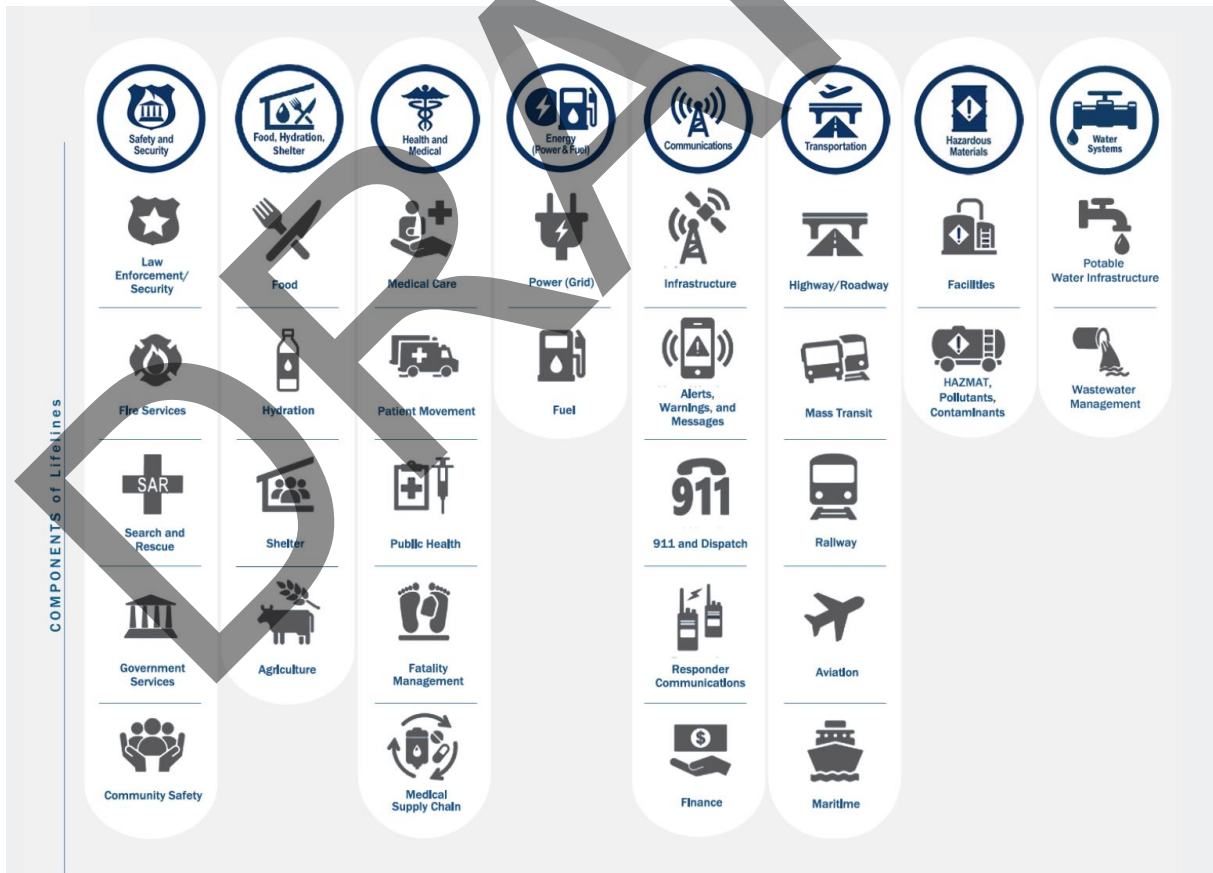 DRAFT
COMPONENTS of Lifelines
Safety and
Security
Law
Enforcement/
Security
Fire Services
SAR
Search and
Rescue
Government
Services
Community Safety
Food, Hydration,
Shelter
Food
Hydration
Shelter
Agriculture
Health and
Medical
Medical Care
Patient Movement
Public Health
Fatality
Management
Medical
Supply Chain
Energy
(Power & Fuel)
Power (Grid)
Fuel
Communications
Infrastructure
Alerts,
Warnings, and
Messages
911
911 and Dispatch
Responder
Communications
$
Finance
Transportation
Highway/Roadway
Mass Transit
Railway
Aviation
Maritime
Hazardous
Materials
Facilities
HAZMAT,
Pollutants,
Contaminants
Water
Systems
Potable
Water Infrastructure
Wastewater
Management